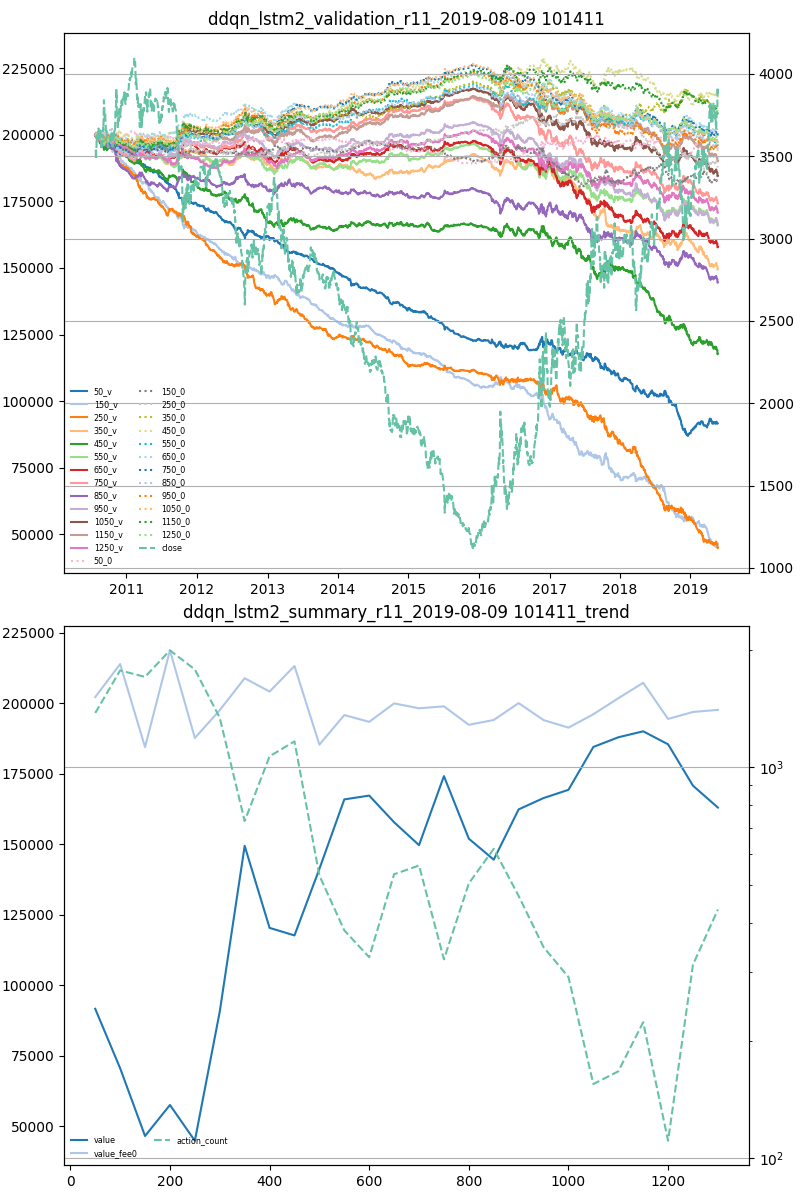 ddqn_lstm2_validation_r11_2019-08-09 101411
225000
200000
175000
150000
125000
100000
75000
50000
4000
3500
3000
2500
2000
1500
1000
50_v 150_0
150_v 250_0
250_v 350_0
350_v 450_0
450_v 550_0
550_v 650_0
650_v 750_0
750_v 850_0
850_v 950_0
950_v 1050_0
1050_v 1150_0
1150_v 1250_0
1250_v close
50_0
2011 2012 2013 2014 2015 2016 2017 2018 2019
ddqn_lstm2_summary_r11_2019-08-09 101411_trend
225000
200000
175000
150000
125000
100000
75000
50000
10³
10²
value action_count
value_fee0
0 200 400 600 800 1000 1200